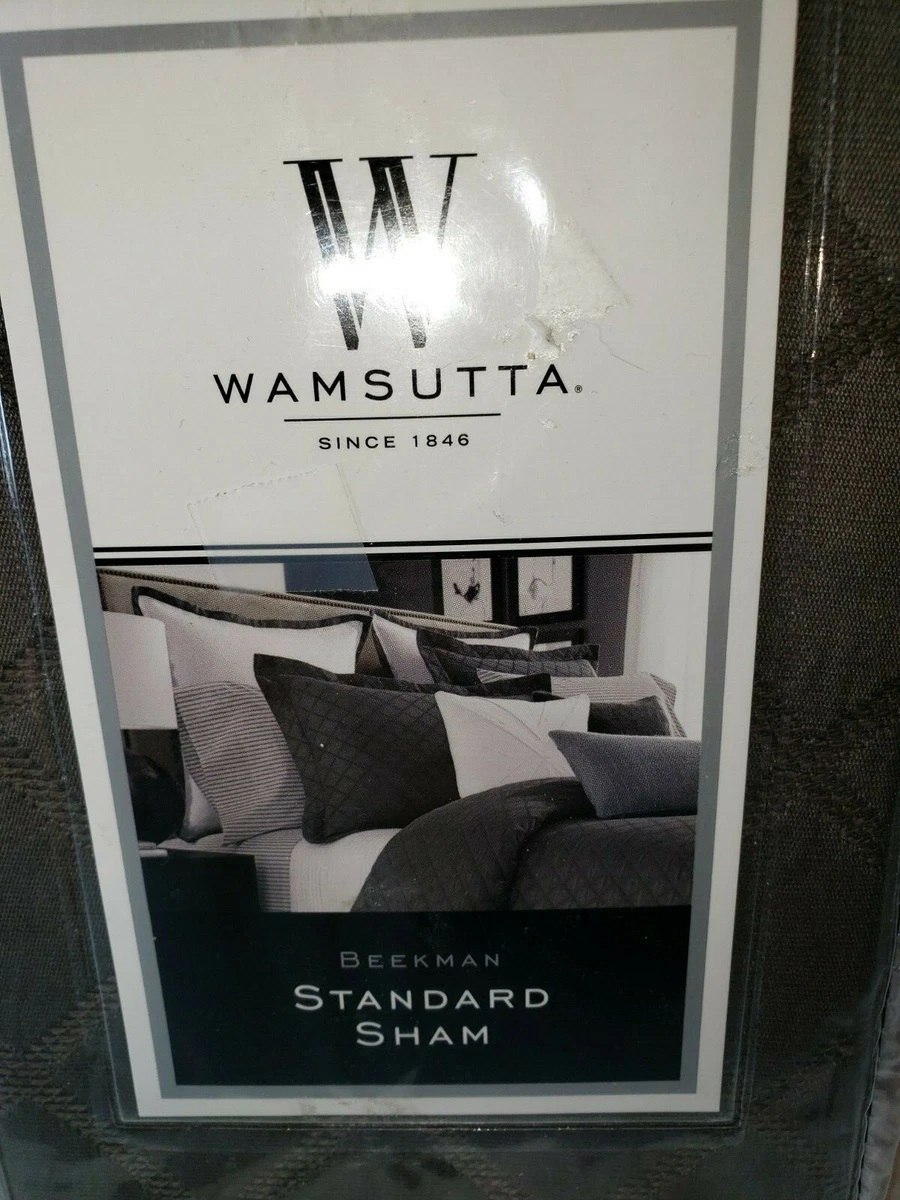 W
WAMSUTTA®
SINCE 1846
BEEKMAN
STANDARD
SHAM